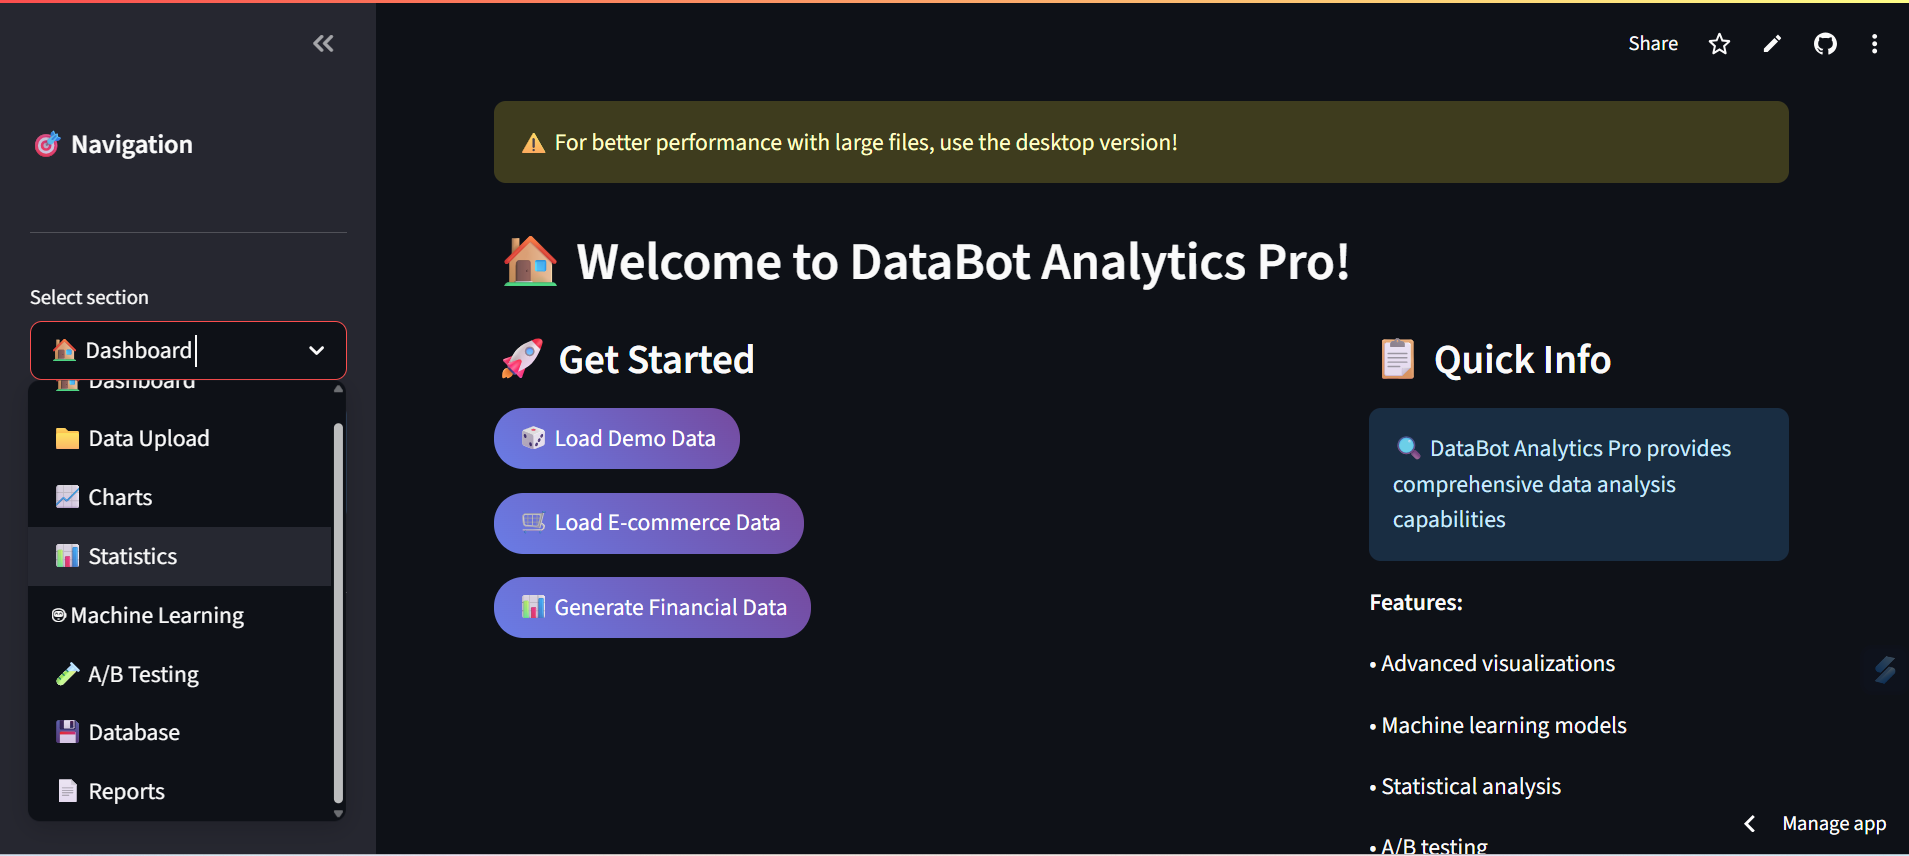 Navigation
Select section
Dashboard
Dashboard
Data Upload
Charts
Statistics
Machine Learning
A/B Testing
Database
Reports
Share
For better performance with large files, use the desktop version!
Welcome to DataBot Analytics Pro!
Get Started
Load Demo Data
Load E-commerce Data
Generate Financial Data
Quick Info
DataBot Analytics Pro provides
comprehensive data analysis
capabilities
Features:
• Advanced visualizations
• Machine learning models
• Statistical analysis
• A/B testing
Manage app